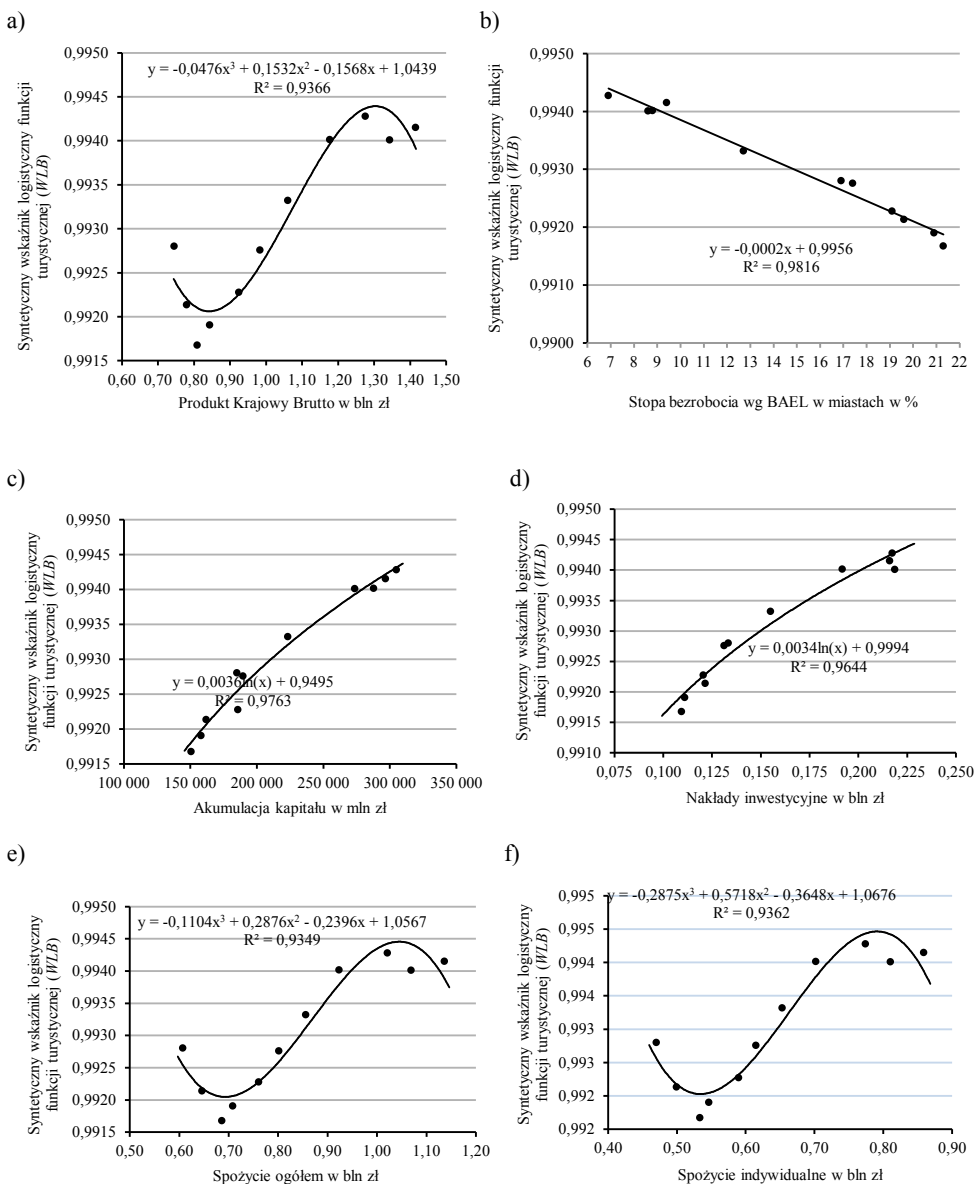 a)
Syntetyczny wskaźnik logistyczny funkcji
turystycznej (WLB)
0,9950
0,9945
0,9940
0,9935
0,9930
0,9925
0,9920
0,9915
y = -0,0476x³ + 0,1532x² - 0,1568x + 1,0439
R² = 0,9366
0,60 0,70 0,80 0,90 1,00 1,10 1,20 1,30 1,40 1,50
Produkt Krajowy Brutto w bln zł
b)
Syntetyczny wskaźnik logistyczny funkcji
turystycznej (WLB)
0,9950
0,9940
0,9930
0,9920
0,9910
0,9900
y = -0,0002x + 0,9956
R² = 0,9816
6 7 8 9 10 11 12 13 14 15 16 17 18 19 20 21 22
Stopa bezrobocia wg BAEL w miastach w %
c)
Syntetyczny wskaźnik logistyczny
funkcji turystycznej (WLB)
0,9950
0,9945
0,9940
0,9935
0,9930
0,9925
0,9920
0,9915
y = 0,0036ln(x) + 0,9495
R² = 0,9763
100 000 150 000 200 000 250 000 300 000 350 000
Akumulacja kapitału w mln zł
d)
Syntetyczny wskaźnik logistyczny
funkcji turystycznej (WLB)
0,9950
0,9945
0,9940
0,9935
0,9930
0,9925
0,9920
0,9915
0,9910
y = 0,0034ln(x) + 0,9994
R² = 0,9644
0,075 0,100 0,125 0,150 0,175 0,200 0,225 0,250
Nakłady inwestycyjne w bln zł
e)
Syntetyczny wskaźnik logistyczny
funkcji turystycznej (WLB)
0,9950
0,9945
0,9940
0,9935
0,9930
0,9925
0,9920
0,9915
y = -0,1104x³ + 0,2876x² - 0,2396x + 1,0567
R² = 0,9349
0,50 0,60 0,70 0,80 0,90 1,00 1,10 1,20
Spożycie ogółem w bln zł
f)
Syntetyczny wskaźnik logistyczny
funkcji turystycznej (WLB)
0,995
0,995
0,994
0,994
0,993
0,993
0,992
0,992
y = -0,2875x³ + 0,5718x² - 0,3648x + 1,0676
R² = 0,9362
0,40 0,50 0,60 0,70 0,80 0,90
Spożycie indywidualne w bln zł